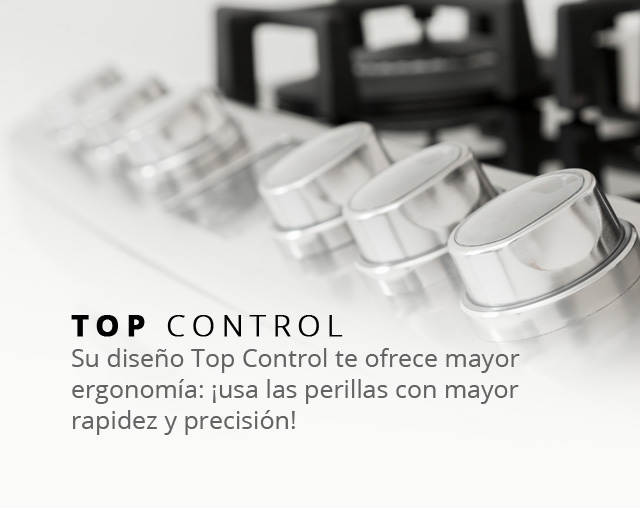 TOP CONTROL
Su diseño Top Control te ofrece mayor
ergonomía: ¡usa las perillas con mayor
rapidez y precisión!